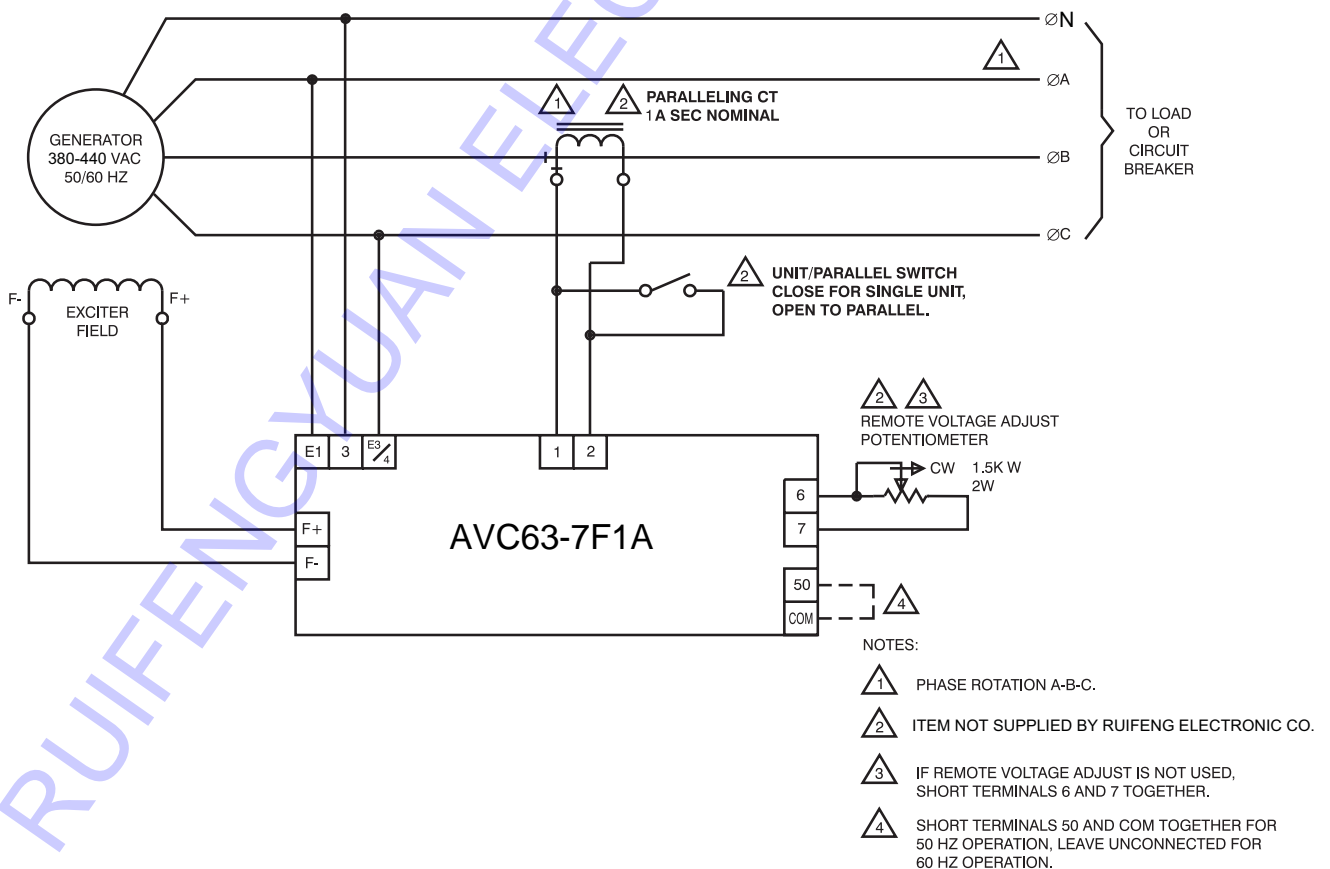 ∅N
1
∅A
GENERATOR
380-440 VAC
50/60 HZ
1
2
PARALLELING CT
1A SEC NOMINAL
TO LOAD
OR
CIRCUIT
BREAKER
∅B
∅C
F-
EXCITER
FIELD
F+
2
UNIT/PARALLEL SWITCH
CLOSE FOR SINGLE UNIT,
OPEN TO PARALLEL.
2
3
REMOTE VOLTAGE ADJUST
POTENTIOMETER
CW
1.5K W
2W
E1
3
E3/4
1
2
6
7
F+
F-
AVC63-7F1A
50
COM
4
NOTES:
1
PHASE ROTATION A-B-C.
2
ITEM NOT SUPPLIED BY RUIFENG ELECTRONIC CO.
3
IF REMOTE VOLTAGE ADJUST IS NOT USED,
SHORT TERMINALS 6 AND 7 TOGETHER.
4
SHORT TERMINALS 50 AND COM TOGETHER FOR
50 HZ OPERATION, LEAVE UNCONNECTED FOR
60 HZ OPERATION.
RUIFENGYUAN